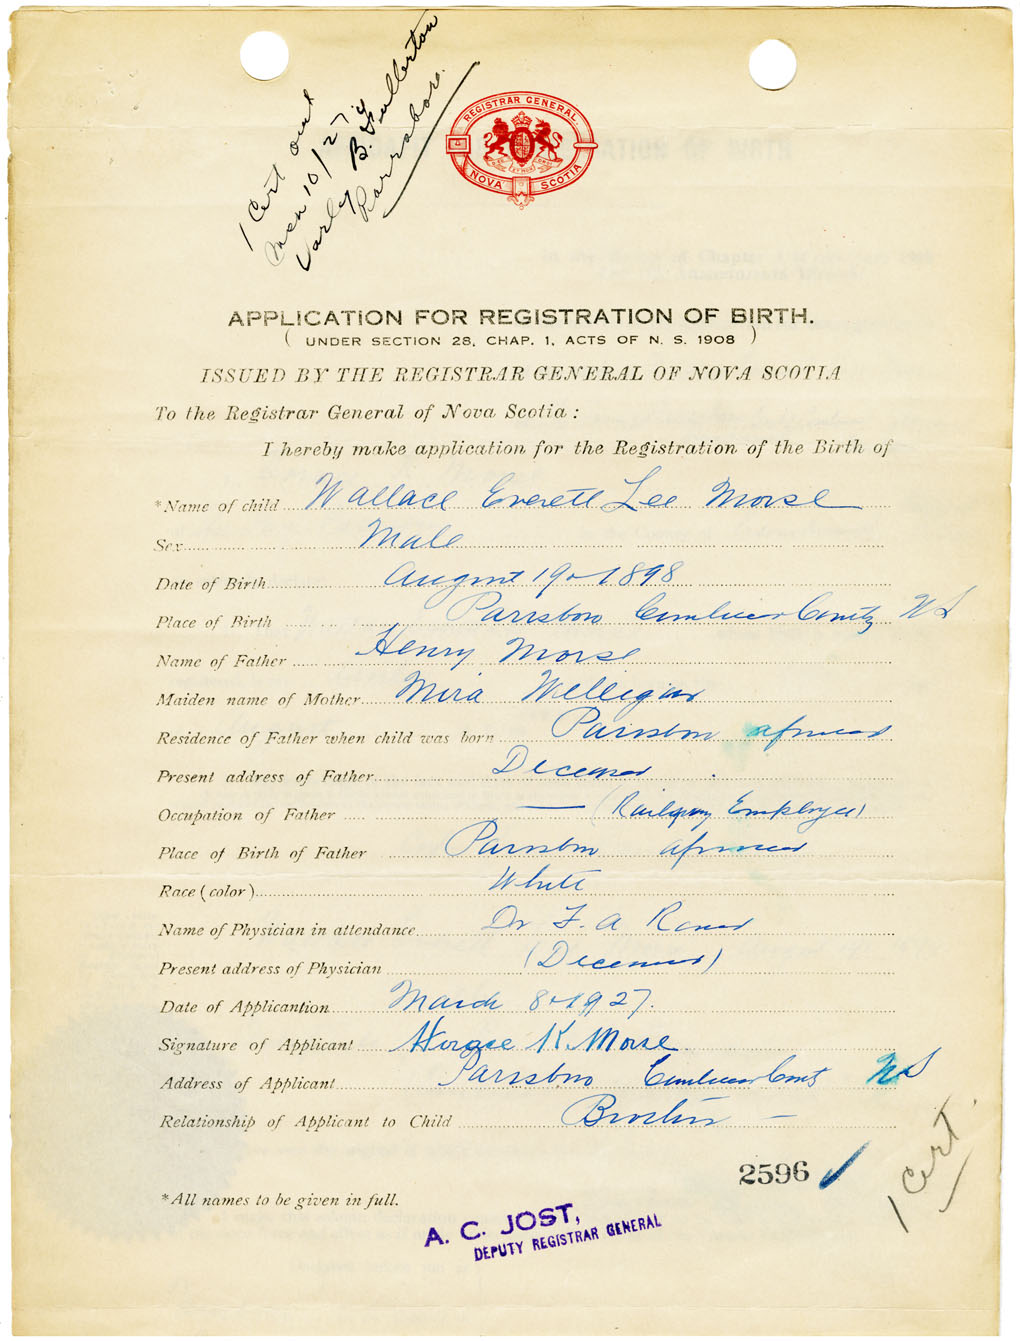 1 Cert out
Mch 10/27
B. Fullerton
Parrsboro.
REGISTRAR GENERAL
NOVA SCOTIA
APPLICATION FOR REGISTRATION OF BIRTH.
( UNDER SECTION 28, CHAP. 1, ACTS OF N. S. 1908 )
ISSUED BY THE REGISTRAR GENERAL OF NOVA SCOTIA
To the Registrar General of Nova Scotia :
I hereby make application for the Registration of the Birth of
*Name of child Wallace Everett Lee Morse
Sex Male
Date of Birth August 19-1898
Place of Birth Parrsboro Cumberland County NS
Name of Father Henry Morse
Maiden name of Mother Mira
Residence of Father when child was born Parrsboro aforesaid
Present address of Father Deceased
Occupation of Father — (Railway Employee)
Place of Birth of Father Parrsboro aforesaid
Race (color) White
Name of Physician in attendance Dr F. A Rand
Present address of Physician (Deceased)
Date of Applicantion March 8-1927.
Signature of Applicant Horace K. Morse
Address of Applicant Parrsboro Cumberland County NS
Relationship of Applicant to Child Brother —
2596
1 Cert.
*All names to be given in full.
A. C. JOST,
DEPUTY REGISTRAR GENERAL